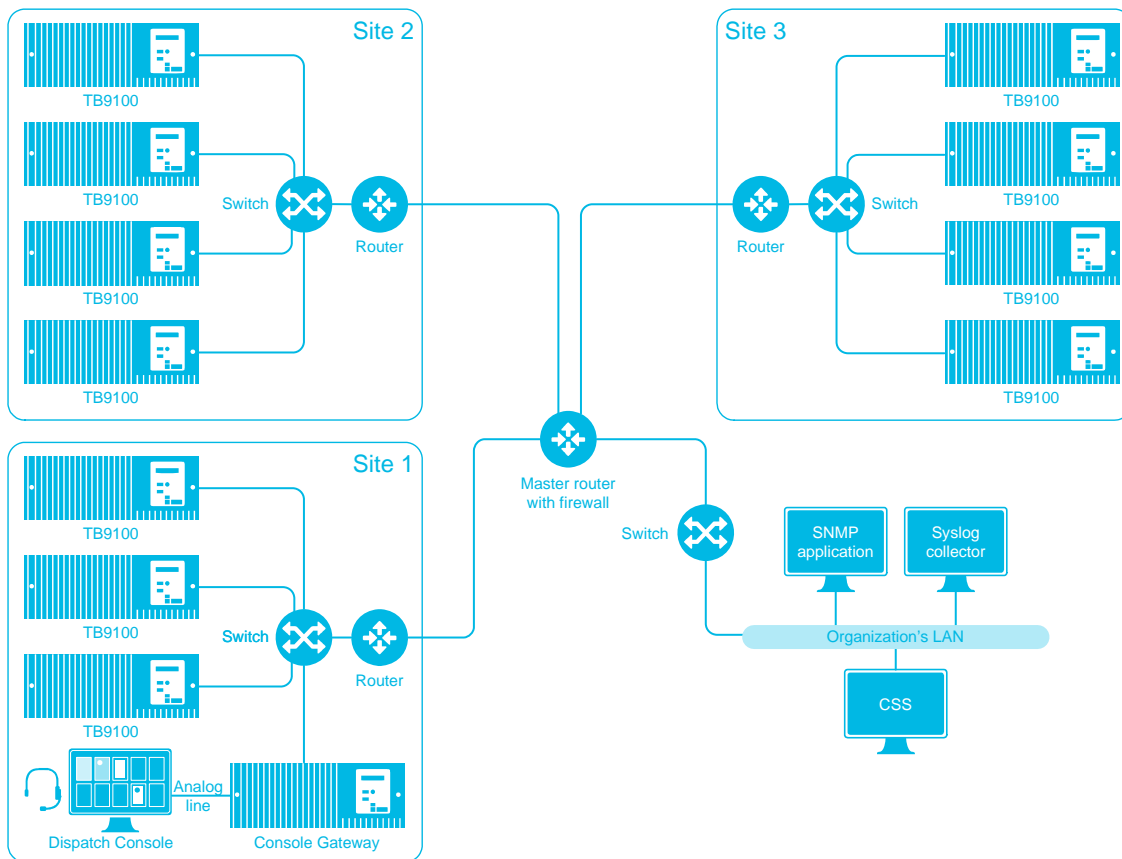 Site 2
TB9100
TB9100
Switch
Router
TB9100
TB9100
Site 3
TB9100
TB9100
Switch
Router
TB9100
TB9100
Master router
with firewall
Switch
SNMP
application
Syslog
collector
Organization's LAN
CSS
Site 1
TB9100
TB9100
Switch
Router
TB9100
Analog
line
Dispatch Console
Console Gateway